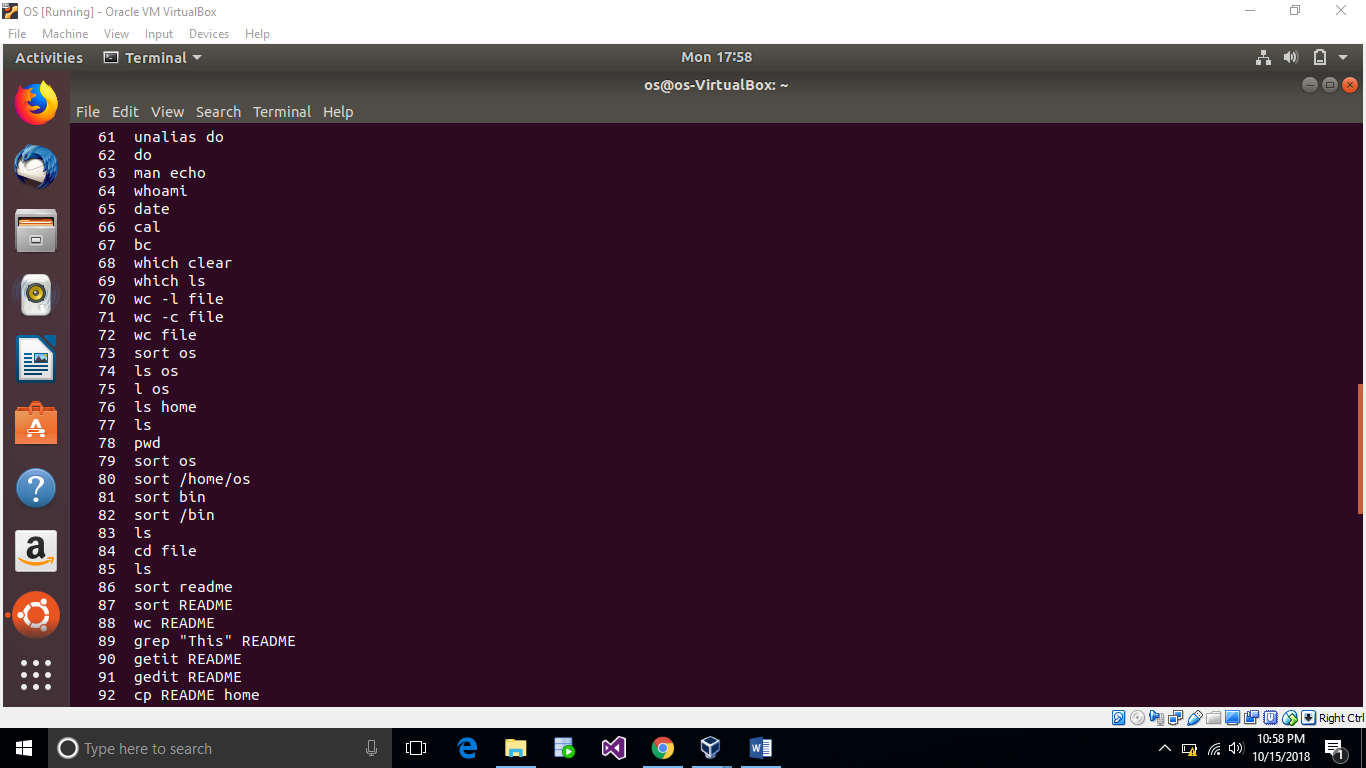 OS [Running] - Oracle VM VirtualBox
File Machine View Input Devices Help
Activities Terminal Mon 17:58
os@os-VirtualBox: ~
File Edit View Search Terminal Help
61 unalias do
62 do
63 man echo
64 whoami
65 date
66 cal
67 bc
68 which clear
69 which ls
70 wc -l file
71 wc -c file
72 wc file
73 sort os
74 ls os
75 l os
76 ls home
77 ls
78 pwd
79 sort os
80 sort /home/os
81 sort bin
82 sort /bin
83 ls
84 cd file
85 ls
86 sort readme
87 sort README
88 wc README
89 grep "This" README
90 getit README
91 gedit README
92 cp README home
Right Ctrl
Type here to search
10:58 PM
10/15/2018
1